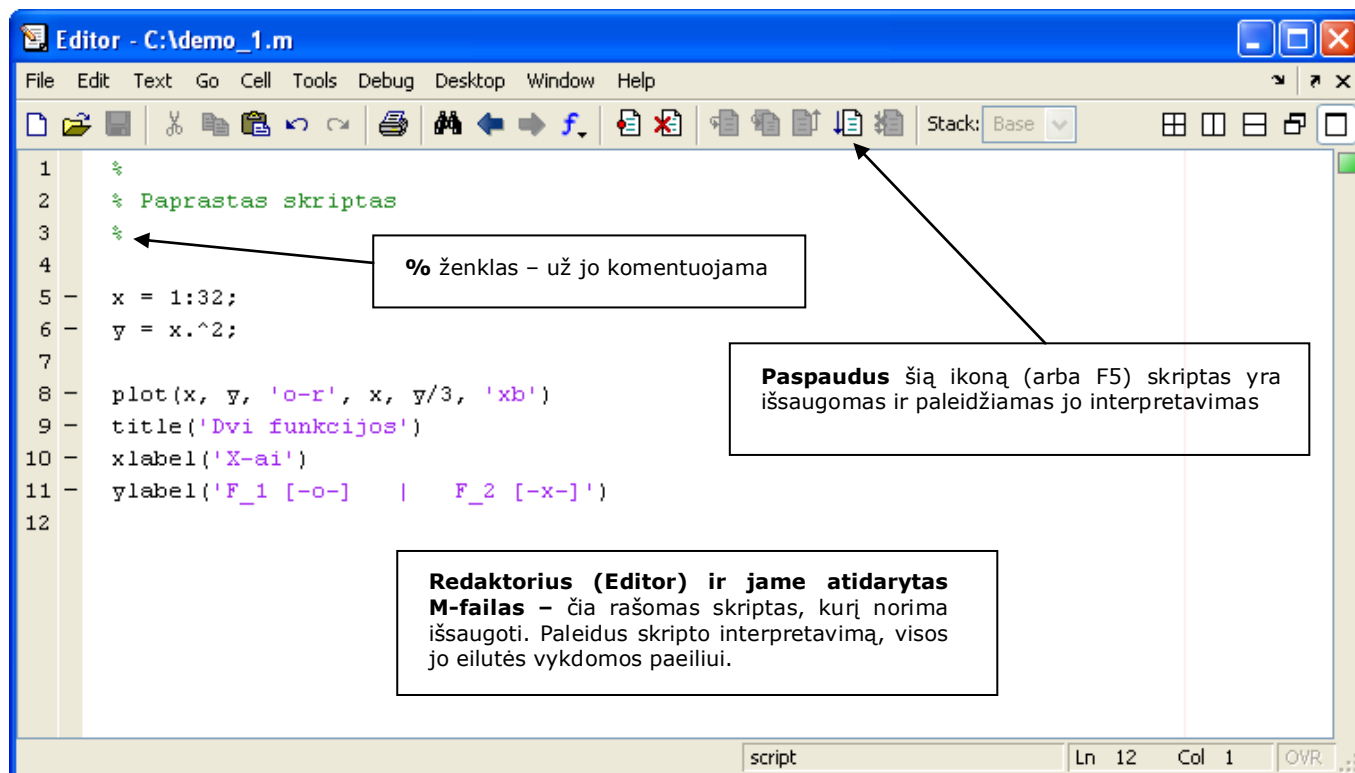 Editor - C:\demo_1.m
File Edit Text Go Cell Tools Debug Desktop Window Help
Stack: Base
1 %
2 % Paprastas skriptas
3 %
% ženklas – už jo komentuojama
4
5 – x = 1:32;
6 – y = x.^2;
7
Paspaudus šią ikoną (arba F5) skriptas yra
išsaugomas ir paleidžiamas jo interpretavimas
8 – plot(x, y, 'o-r', x, y/3, 'xb')
9 – title('Dvi funkcijos')
10 – xlabel('X-ai')
11 – ylabel('F_1 [-o-]   |   F_2 [-x-]')
12
Redaktorius (Editor) ir jame atidarytas
M-failas – čia rašomas skriptas, kurį norima
išsaugoti. Paleidus skripto interpretavimą, visos
jo eilutės vykdomos paeiliui.
script Ln 12 Col 1 OVR